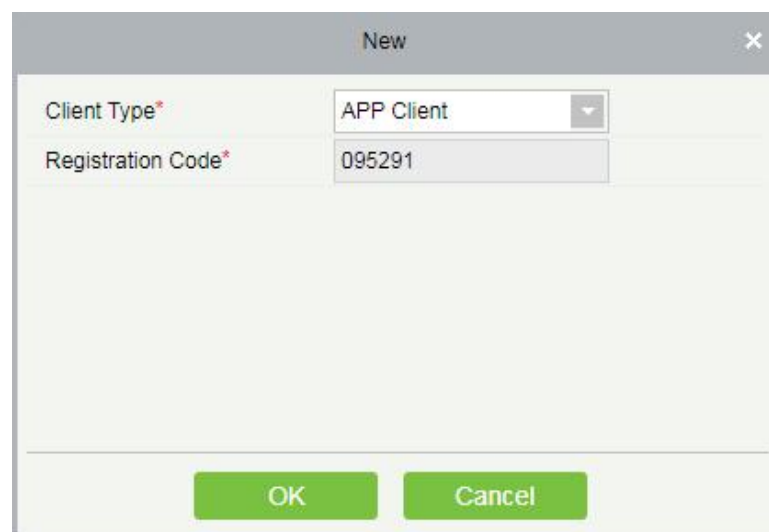 New
Client Type* APP Client
Registration Code* 095291
OK Cancel